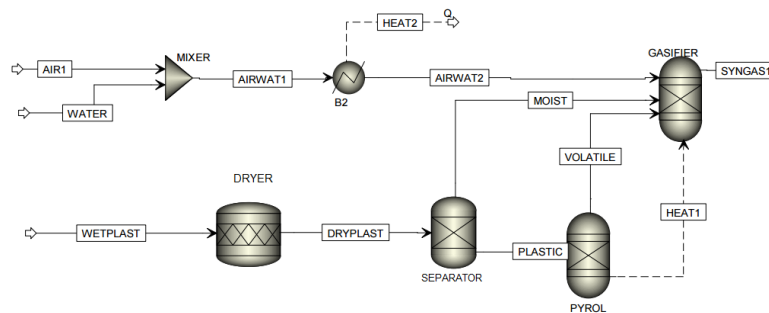 HEAT2
Q
MIXER
GASIFIER
AIR1
AIRWAT1
AIRWAT2
SYNGAS1
B2
MOIST
WATER
VOLATILE
DRYER
HEAT1
WETPLAST
DRYPLAST
PLASTIC
SEPARATOR
PYROL